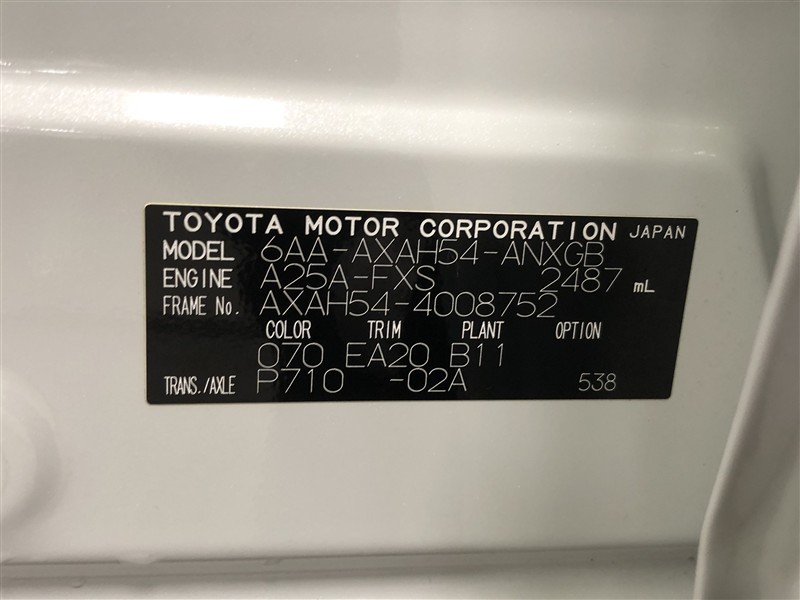 TOYOTA MOTOR CORPORATION JAPAN
MODEL 6AA-AXAH54-ANXGB
ENGINE A25A-FXS 2487 mL
FRAME No. AXAH54-4008752
COLOR TRIM PLANT OPTION
070 EA20 B11
TRANS./AXLE P710 -02A 538